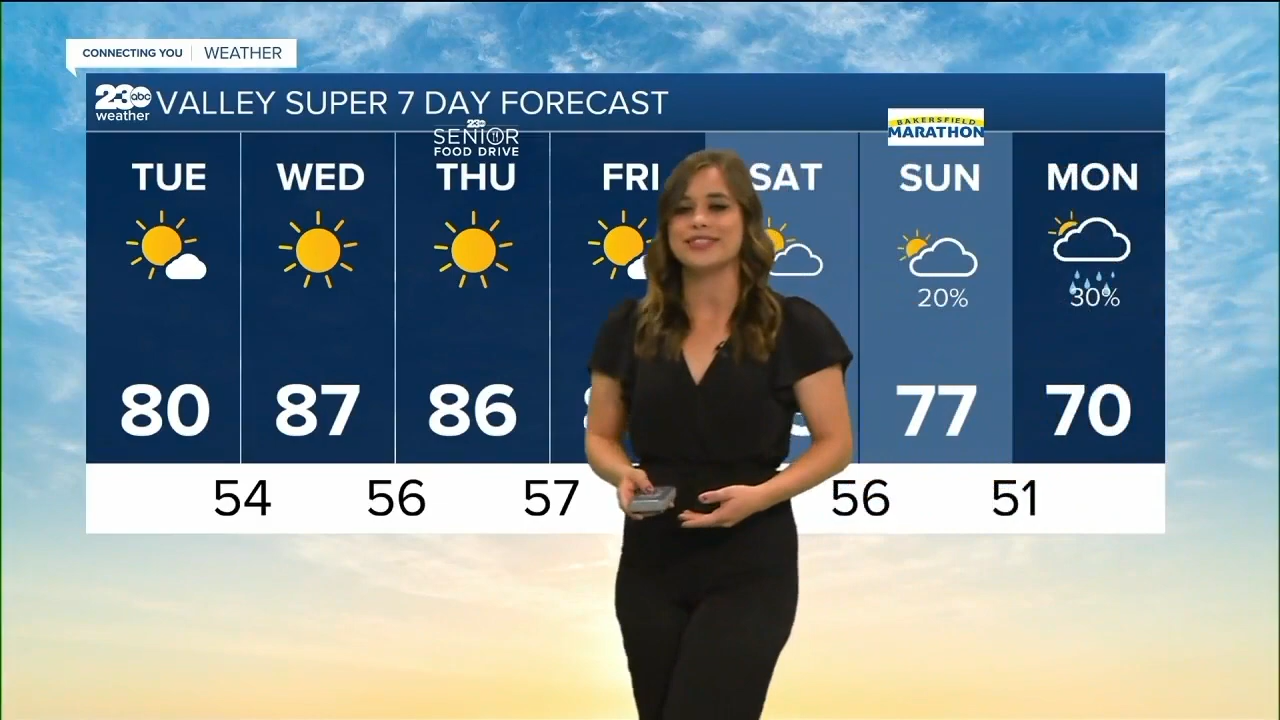 CONNECTING YOU | WEATHER
23 abc
weather
VALLEY SUPER 7 DAY FORECAST
23
SENIOR
FOOD DRIVE
BAKERSFIELD
MARATHON
TUE WED THU FRI SAT SUN MON
20% 30%
80 87 86 77 70
54 56 57 56 51